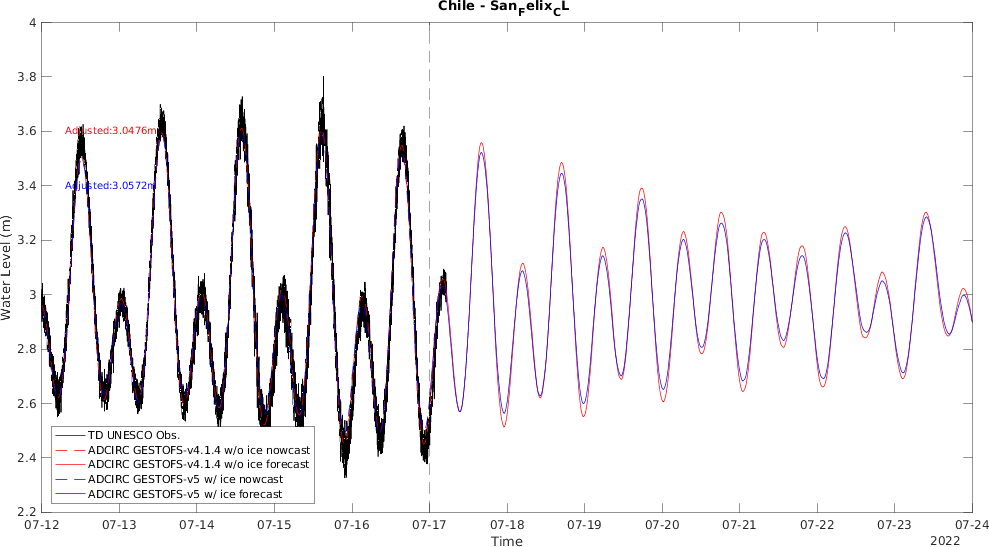 Chile - SanFelixCL
4
3.8
3.6
3.4
3.2
3
2.8
2.6
2.4
2.2
Water Level (m)
Adjusted:3.0476m
Adjusted:3.0572m
TD UNESCO Obs.
ADCIRC GESTOFS-v4.1.4 w/o ice nowcast
ADCIRC GESTOFS-v4.1.4 w/o ice forecast
ADCIRC GESTOFS-v5 w/ ice nowcast
ADCIRC GESTOFS-v5 w/ ice forecast
07-12 07-13 07-14 07-15 07-16 07-17 07-18 07-19 07-20 07-21 07-22 07-23 07-24
Time
2022